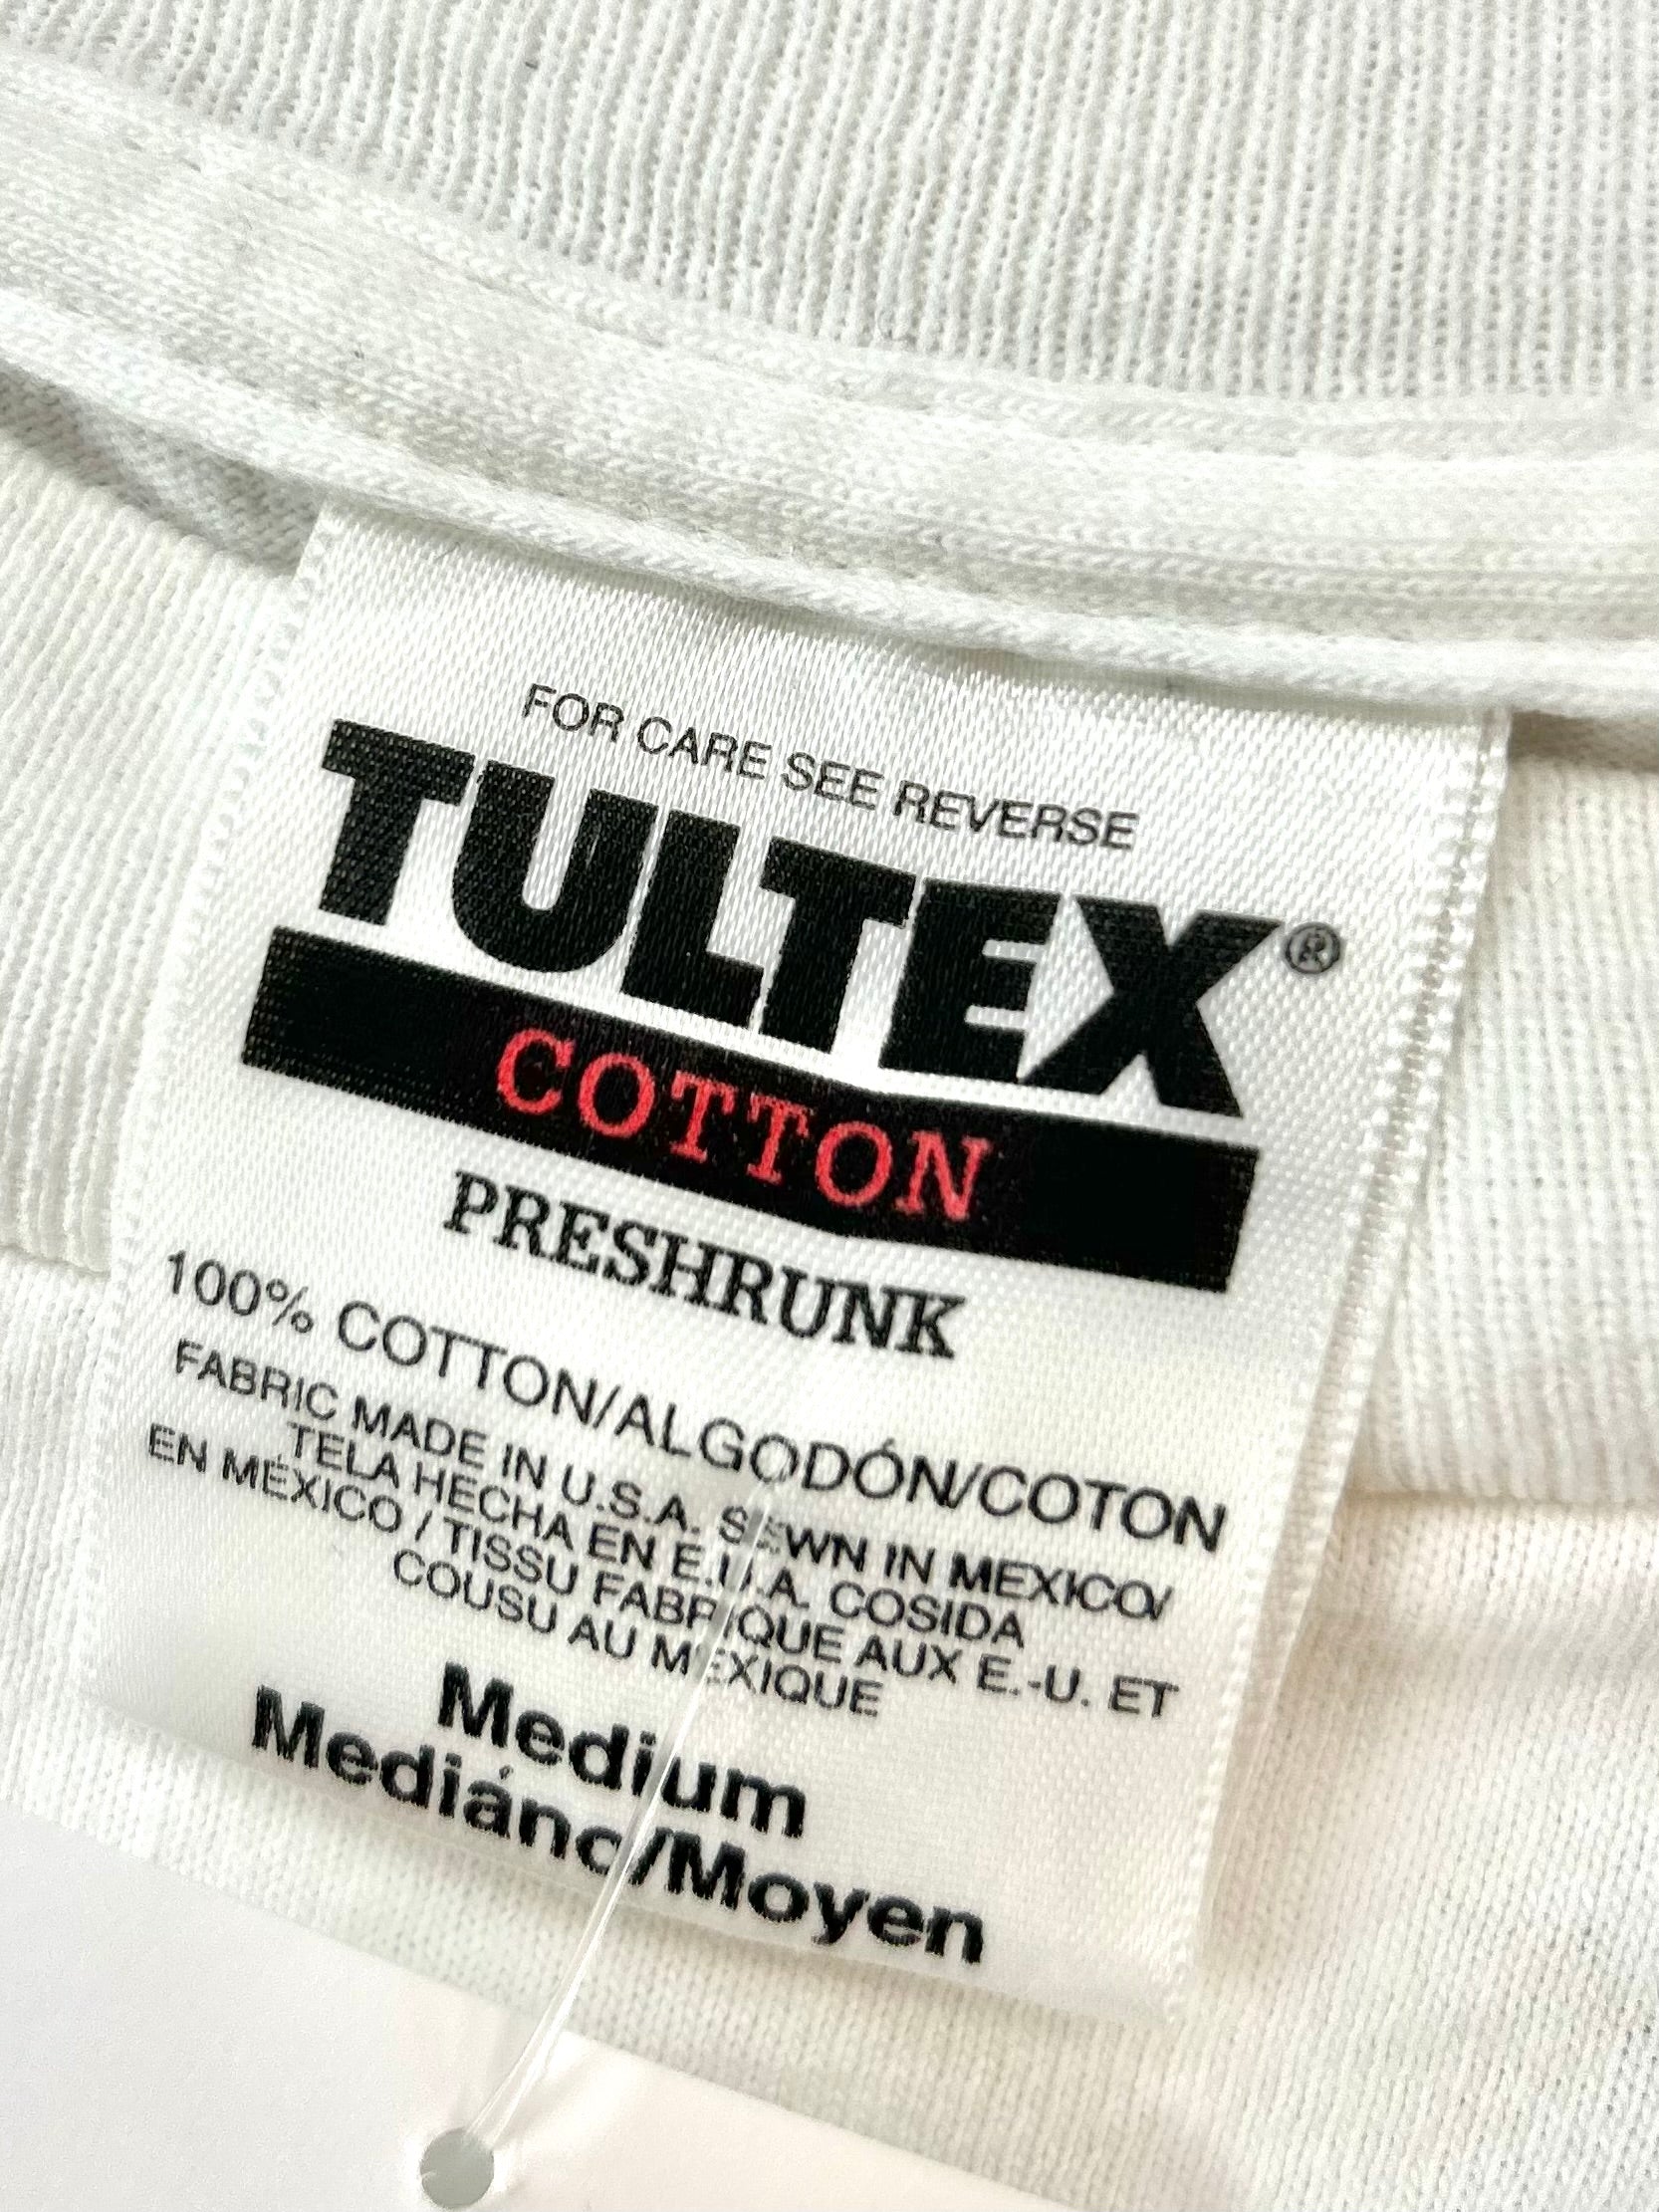 FOR CARE SEE REVERSE
TULTEX®
COTTON
PRESHRUNK
100% COTTON/ALGODÓN/COTON
FABRIC MADE IN U.S.A. SEWN IN MEXICO/
TELA HECHA EN E.U.A. COSIDA
EN MÉXICO / TISSU FABRIQUE AUX E.-U. ET
COUSU AU MEXIQUE
Medium
Mediáno/Moyen